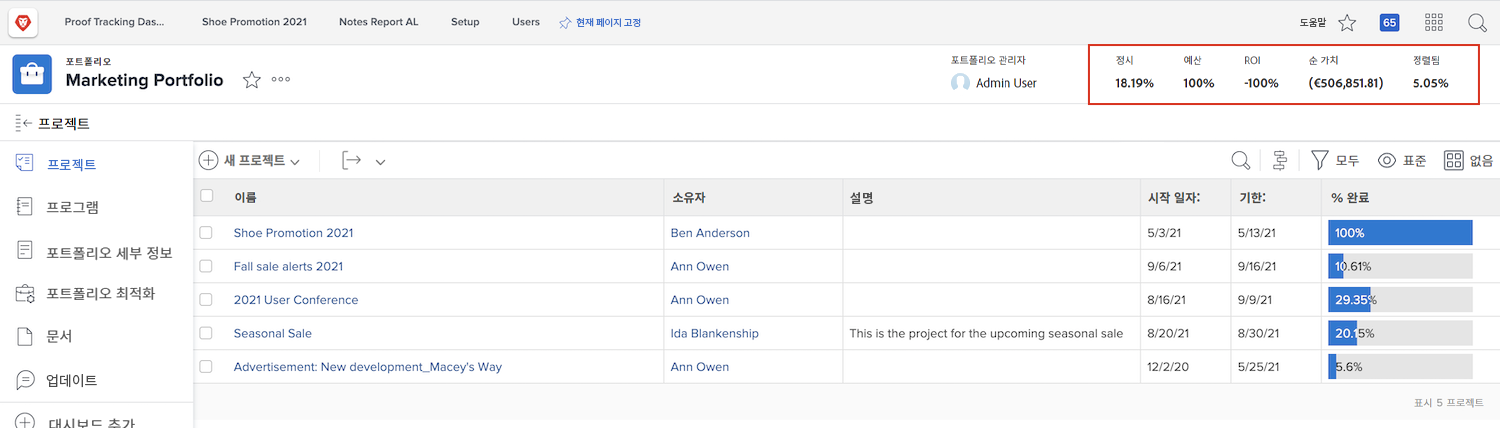 Proof Tracking Das... Shoe Promotion 2021 Notes Report AL Setup Users 현재 페이지 고정 도움말 65
포트폴리오
Marketing Portfolio
포트폴리오 관리자
Admin User
정시 예산 ROI 순 가치 정렬됨
18.19% 100% -100% (€506,851.81) 5.05%
프로젝트
프로젝트
프로그램
포트폴리오 세부 정보
포트폴리오 최적화
문서
업데이트
대시보드 추가
새 프로젝트 모두 표준 없음
이름 소유자 설명 시작 일자: 기한: % 완료
Shoe Promotion 2021 Ben Anderson 5/3/21 5/13/21 100%
Fall sale alerts 2021 Ann Owen 9/6/21 9/16/21 10.61%
2021 User Conference Ann Owen 8/16/21 9/9/21 29.35%
Seasonal Sale Ida Blankenship This is the project for the upcoming seasonal sale 8/20/21 8/30/21 20.15%
Advertisement: New development_Macey's Way Ann Owen 12/2/20 5/25/21 5.6%
표시 5 프로젝트